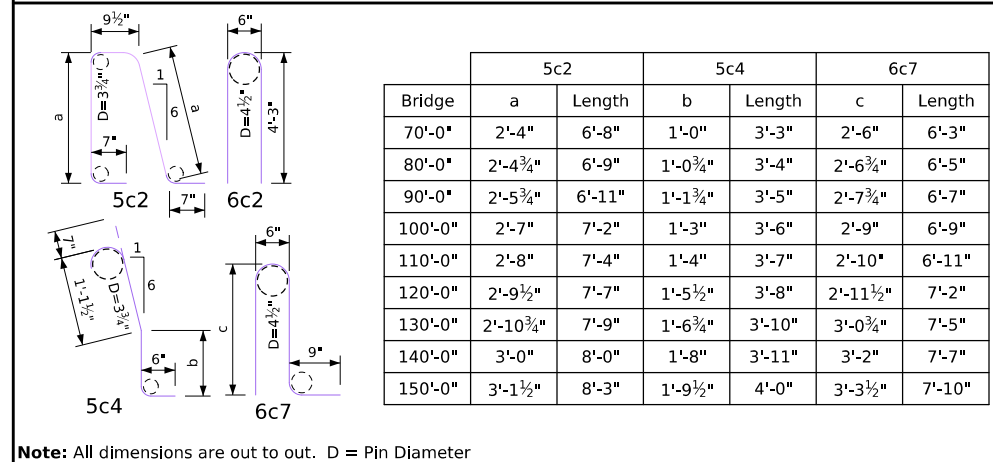 9½"
a
D=3¾"
1
6
a
7"
7"
5c2
6"
D=4½"
4'-3"
6c2
7"
1
6
D=3¾"
1'-1½"
6"
b
5c4
6"
c
D=4½"
9"
6c7
5c2 5c4 6c7
Bridge a Length b Length c Length
70'-0" 2'-4" 6'-8" 1'-0" 3'-3" 2'-6" 6'-3"
80'-0" 2'-4¾" 6'-9" 1'-0¾" 3'-4" 2'-6¾" 6'-5"
90'-0" 2'-5¾" 6'-11" 1'-1¾" 3'-5" 2'-7¾" 6'-7"
100'-0" 2'-7" 7'-2" 1'-3" 3'-6" 2'-9" 6'-9"
110'-0" 2'-8" 7'-4" 1'-4" 3'-7" 2'-10" 6'-11"
120'-0" 2'-9½" 7'-7" 1'-5½" 3'-8" 2'-11½" 7'-2"
130'-0" 2'-10¾" 7'-9" 1'-6¾" 3'-10" 3'-0¾" 7'-5"
140'-0" 3'-0" 8'-0" 1'-8" 3'-11" 3'-2" 7'-7"
150'-0" 3'-1½" 8'-3" 1'-9½" 4'-0" 3'-3½" 7'-10"
Note: All dimensions are out to out. D = Pin Diameter